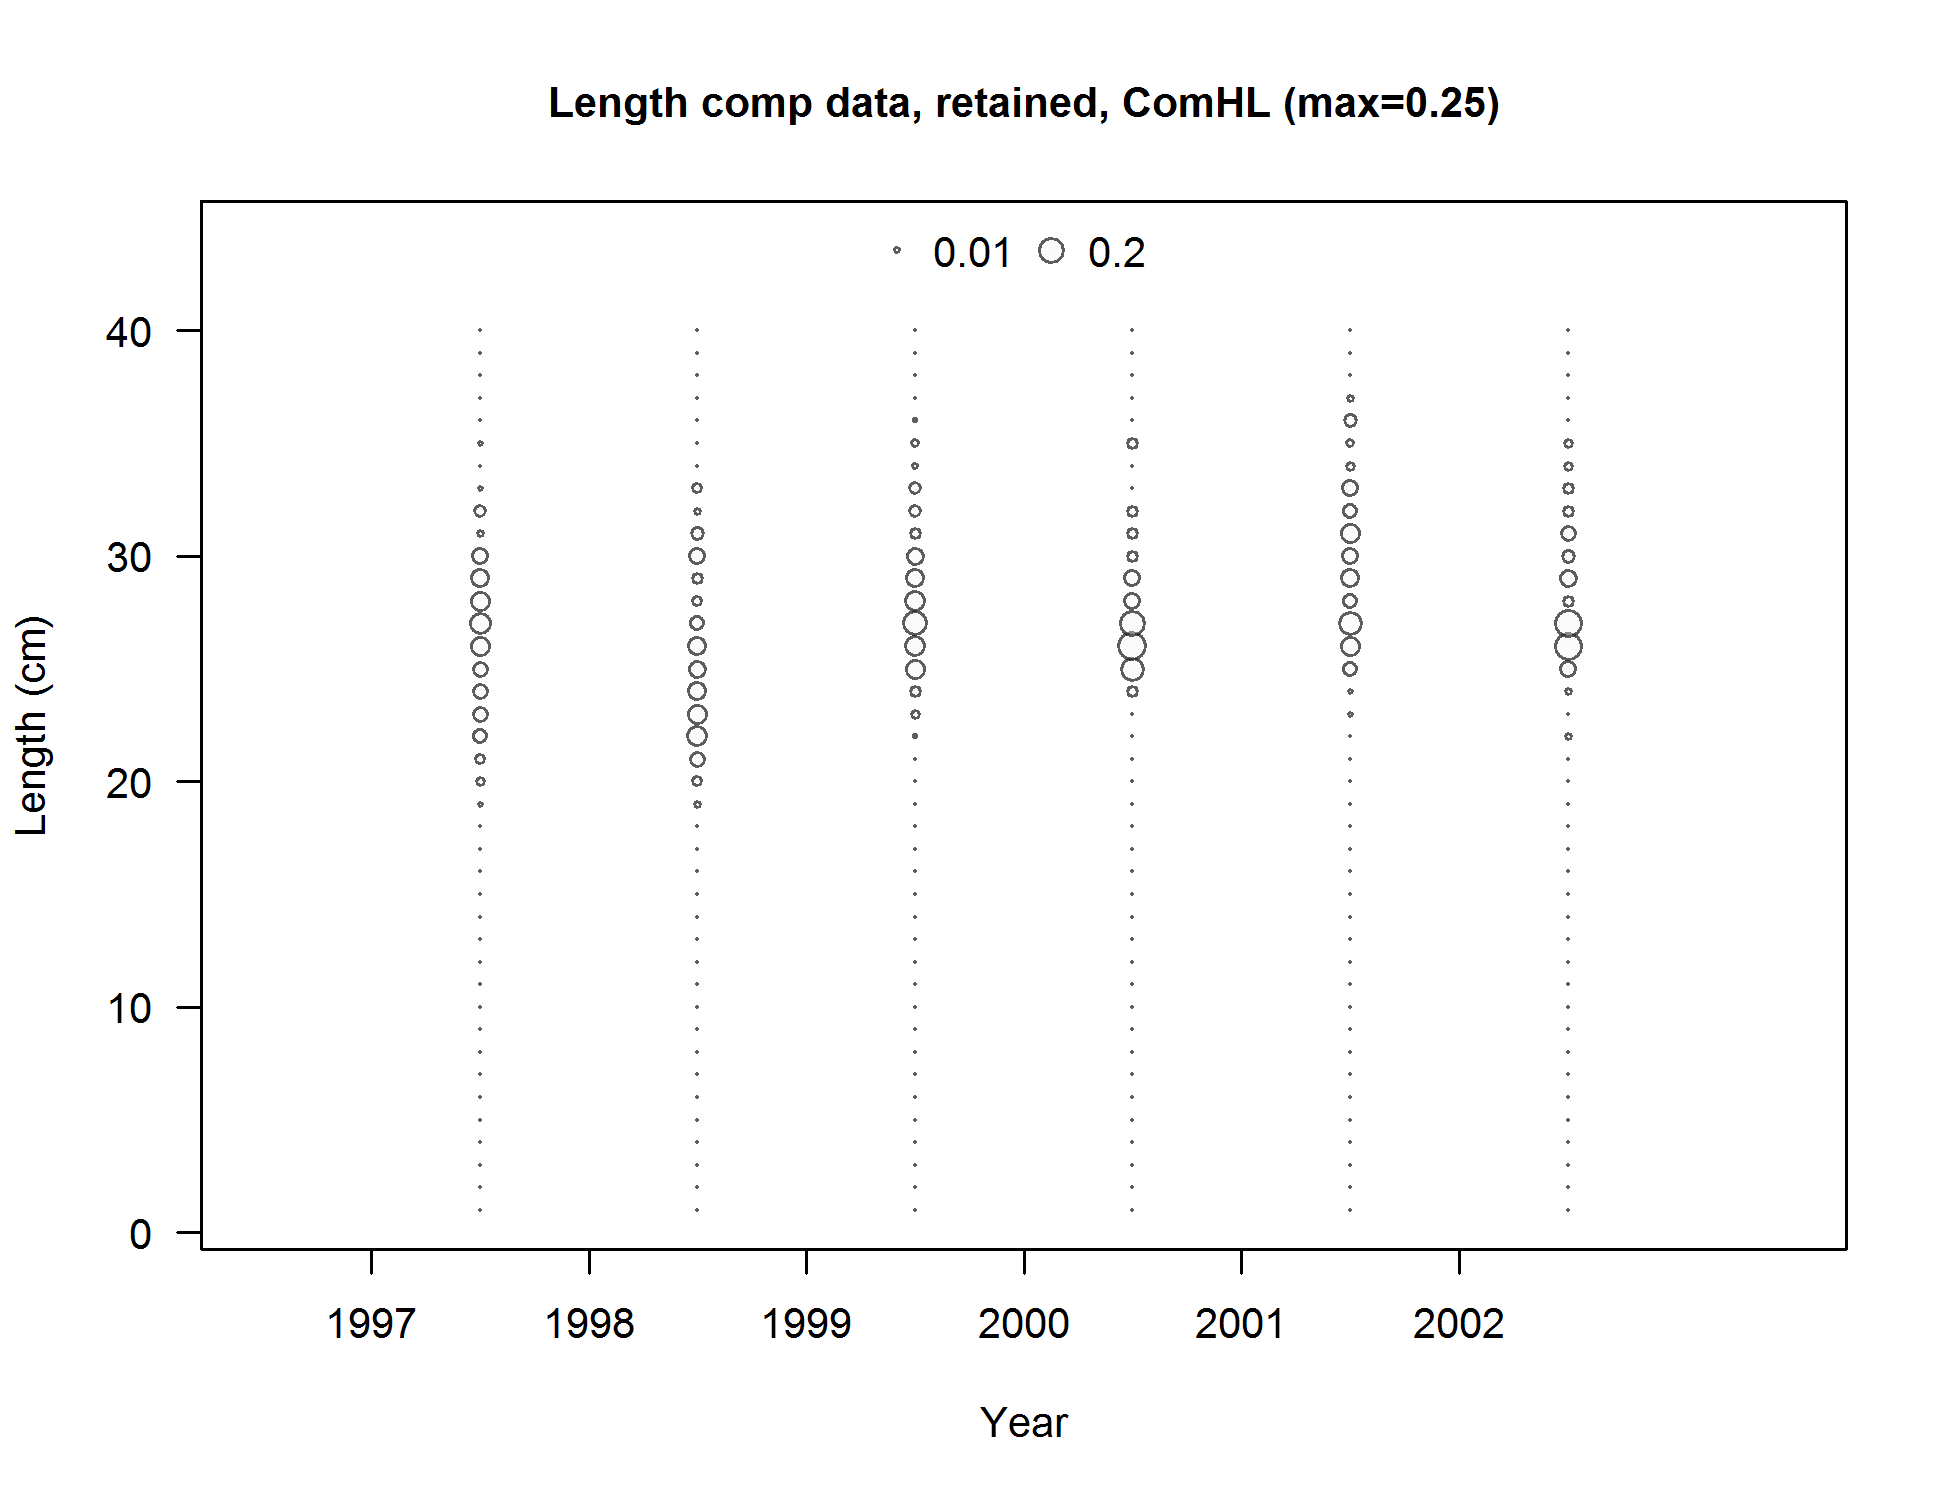 Length comp data, retained, ComHL (max=0.25)
0.01 0.2
40
30
20
10
0
Length (cm)
1997 1998 1999 2000 2001 2002
Year